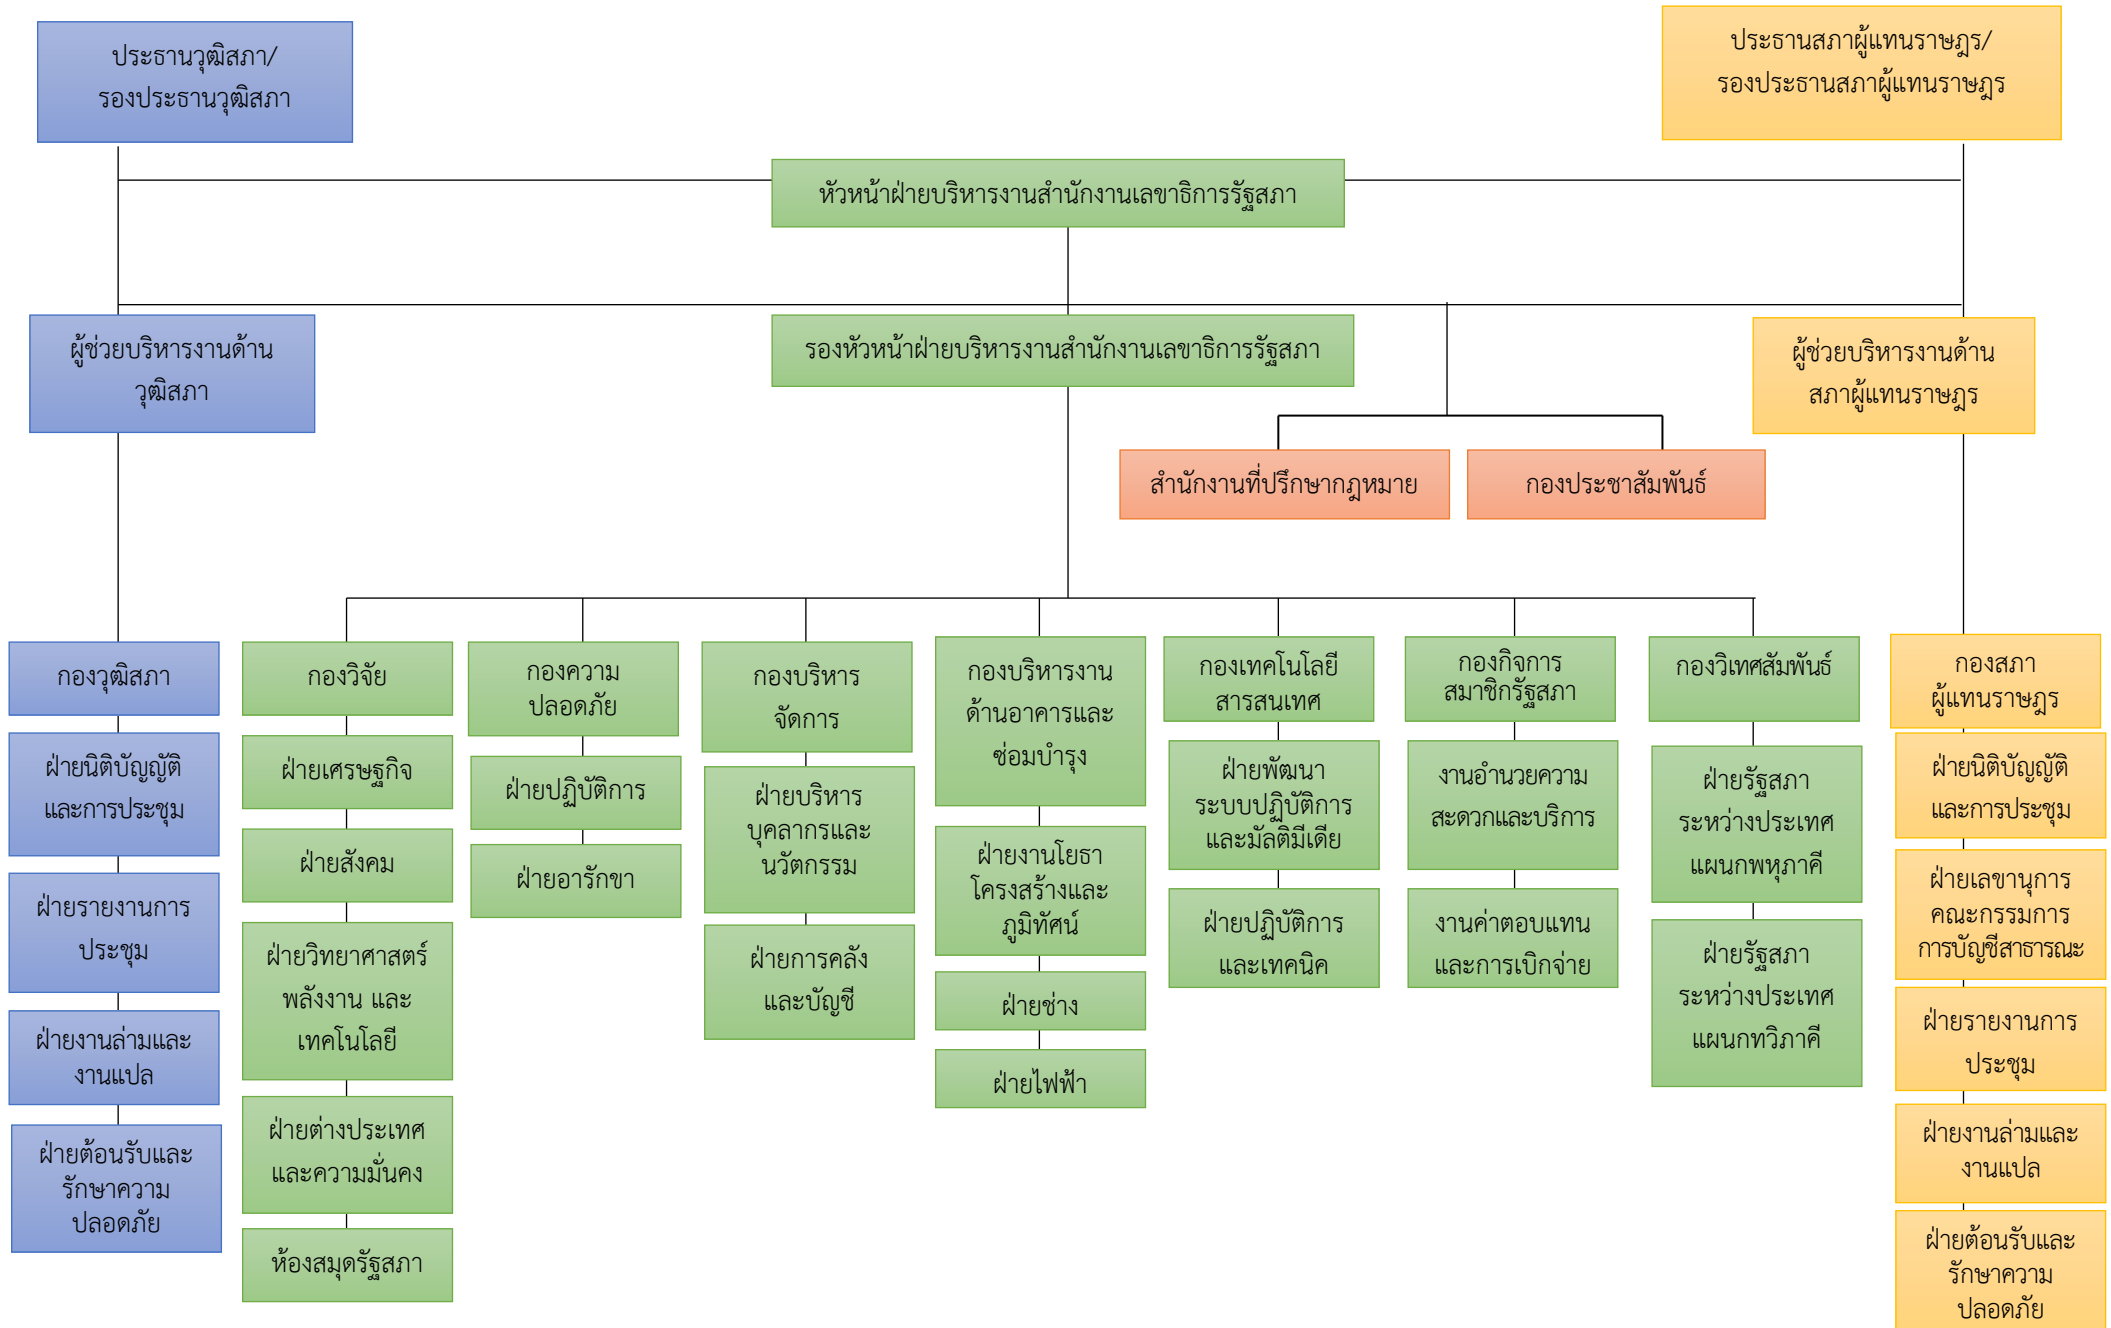 ประธานวุฒิสภา/
รองประธานวุฒิสภา
ประธานสภาผู้แทนราษฎร/
รองประธานสภาผู้แทนราษฎร
หัวหน้าฝ่ายบริหารงานสำนักงานเลขาธิการรัฐสภา
ผู้ช่วยบริหารงานด้าน
วุฒิสภา
รองหัวหน้าฝ่ายบริหารงานสำนักงานเลขาธิการรัฐสภา
ผู้ช่วยบริหารงานด้าน
สภาผู้แทนราษฎร
สำนักงานที่ปรึกษากฎหมาย
กองประชาสัมพันธ์
กองวุฒิสภา
ฝ่ายนิติบัญญัติ
และการประชุม
ฝ่ายรายงานการ
ประชุม
ฝ่ายงานล่ามและ
งานแปล
ฝ่ายต้อนรับและ
รักษาความ
ปลอดภัย
กองวิจัย
ฝ่ายเศรษฐกิจ
ฝ่ายสังคม
ฝ่ายวิทยาศาสตร์
พลังงาน และ
เทคโนโลยี
ฝ่ายต่างประเทศ
และความมั่นคง
ห้องสมุดรัฐสภา
กองความ
ปลอดภัย
ฝ่ายปฏิบัติการ
ฝ่ายอารักขา
กองบริหาร
จัดการ
ฝ่ายบริหาร
บุคลากรและ
นวัตกรรม
ฝ่ายการคลัง
และบัญชี
กองบริหารงาน
ด้านอาคารและ
ซ่อมบำรุง
ฝ่ายงานโยธา
โครงสร้างและ
ภูมิทัศน์
ฝ่ายช่าง
ฝ่ายไฟฟ้า
กองเทคโนโลยี
สารสนเทศ
ฝ่ายพัฒนา
ระบบปฏิบัติการ
และมัลติมีเดีย
ฝ่ายปฏิบัติการ
และเทคนิค
กองกิจการ
สมาชิกรัฐสภา
งานอำนวยความ
สะดวกและบริการ
งานค่าตอบแทน
และการเบิกจ่าย
กองวิเทศสัมพันธ์
ฝ่ายรัฐสภา
ระหว่างประเทศ
แผนกพหุภาคี
ฝ่ายรัฐสภา
ระหว่างประเทศ
แผนกทวิภาคี
กองสภา
ผู้แทนราษฎร
ฝ่ายนิติบัญญัติ
และการประชุม
ฝ่ายเลขานุการ
คณะกรรมการ
การบัญชีสาธารณะ
ฝ่ายรายงานการ
ประชุม
ฝ่ายงานล่ามและ
งานแปล
ฝ่ายต้อนรับและ
รักษาความ
ปลอดภัย